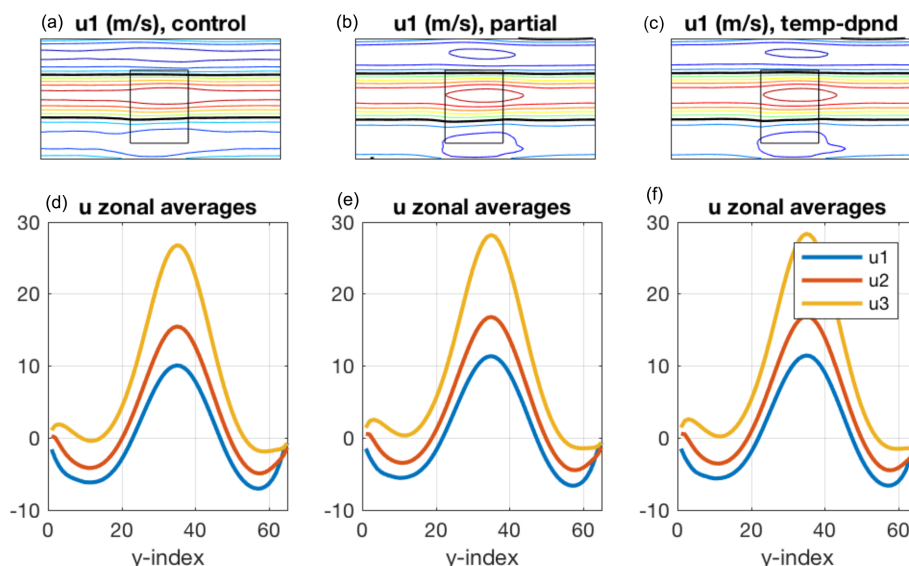 (a) u1 (m/s), control
(b) u1 (m/s), partial
(c) u1 (m/s), temp-dpnd
(d) u zonal averages
30
20
10
0
-10
0 20 40 60
y-index
(e) u zonal averages
30
20
10
0
-10
0 20 40 60
y-index
(f) u zonal averages
30
20
10
0
-10
0 20 40 60
y-index
u1
u2
u3